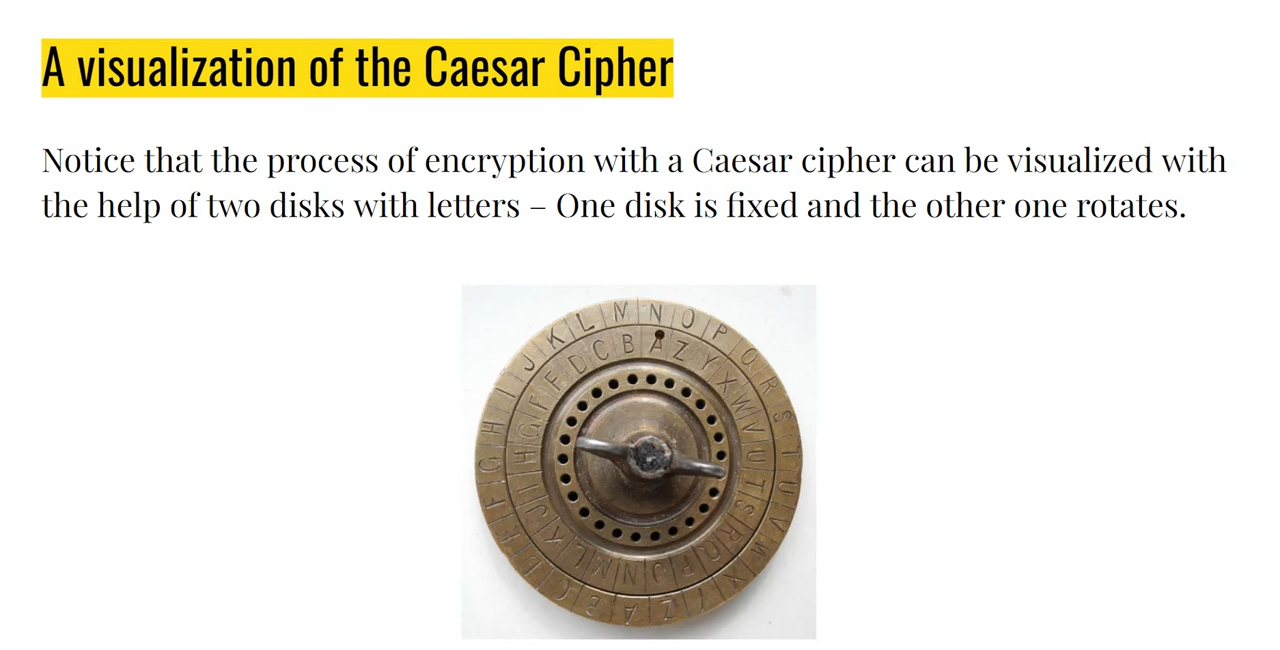 A visualization of the Caesar Cipher
Notice that the process of encryption with a Caesar cipher can be visualized with
the help of two disks with letters – One disk is fixed and the other one rotates.
J K L M N O P Q R S T U V W X Y Z A B C D E F G H I
A Z Y X W V U T S R Q P O N M L K J I H G F E D C B